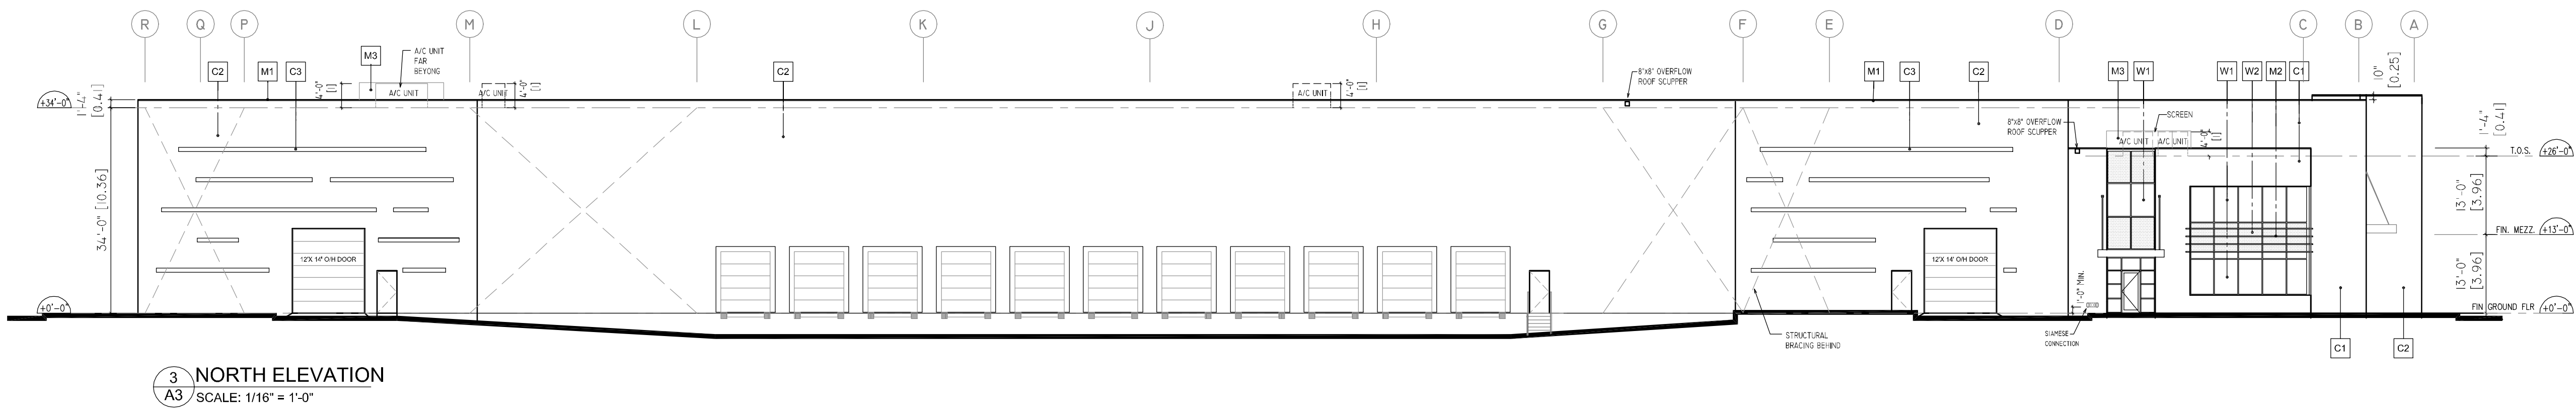 R Q P M L K J H G F E D C B A
C2 M1 C3 M3
A/C UNIT
FAR
BEYONG
C2
8"x8" OVERFLOW
ROOF SCUPPER
M1 C3 C2 M3 W1 W1 W2 M2 C1
10"
[0.25]
+34'-0"
1'-4"
[0.41]
4'-0"
[1]
A/C UNIT
A/C UNIT
4'-0"
[1]
A/C UNIT
4'-0"
[1]
8"x8" OVERFLOW
ROOF SCUPPER
SCREEN
A/C UNIT
A/C UNIT
4'-0"
[1]
1'-4"
[0.41]
T.O.S. +26'-0"
34'-0" [10.36]
13'-0"
[3.96]
FIN. MEZZ. +13'-0"
12'X 14' O/H DOOR
12'X 14' O/H DOOR
13'-0"
[3.96]
1'-0" MIN.
+0'-0"
FIN GROUND FLR +0'-0"
STRUCTURAL
BRACING BEHIND
SIAMESE
CONNECTION
C1 C2
3
A3
NORTH ELEVATION
SCALE: 1/16" = 1'-0"